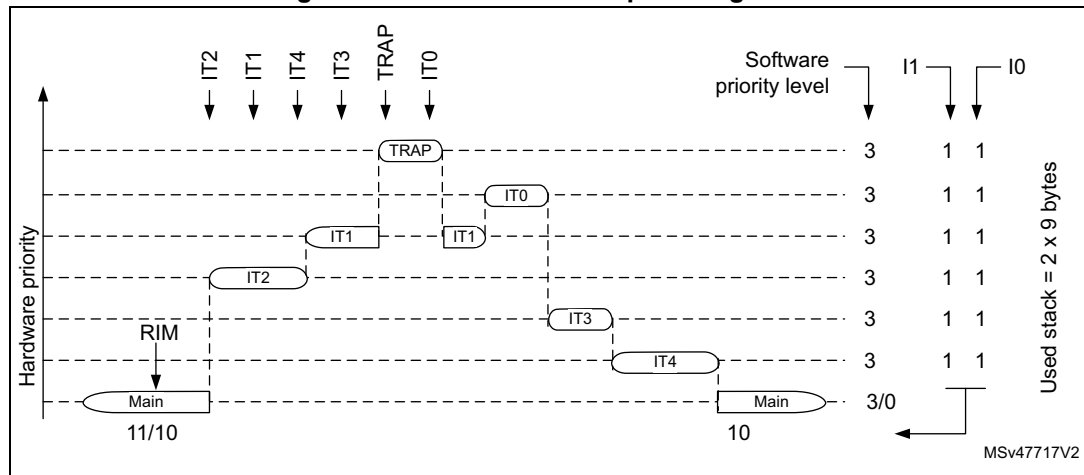 IT2
IT1
IT4
IT3
TRAP
IT0
Software
priority level
I1
I0
TRAP
3
1 1
IT0
3
1 1
IT1
IT1
3
1 1
IT2
3
1 1
IT3
3
1 1
RIM
IT4
3
1 1
Main
Main
3/0
11/10
10
Hardware priority
Used stack = 2 x 9 bytes
MSv47717V2